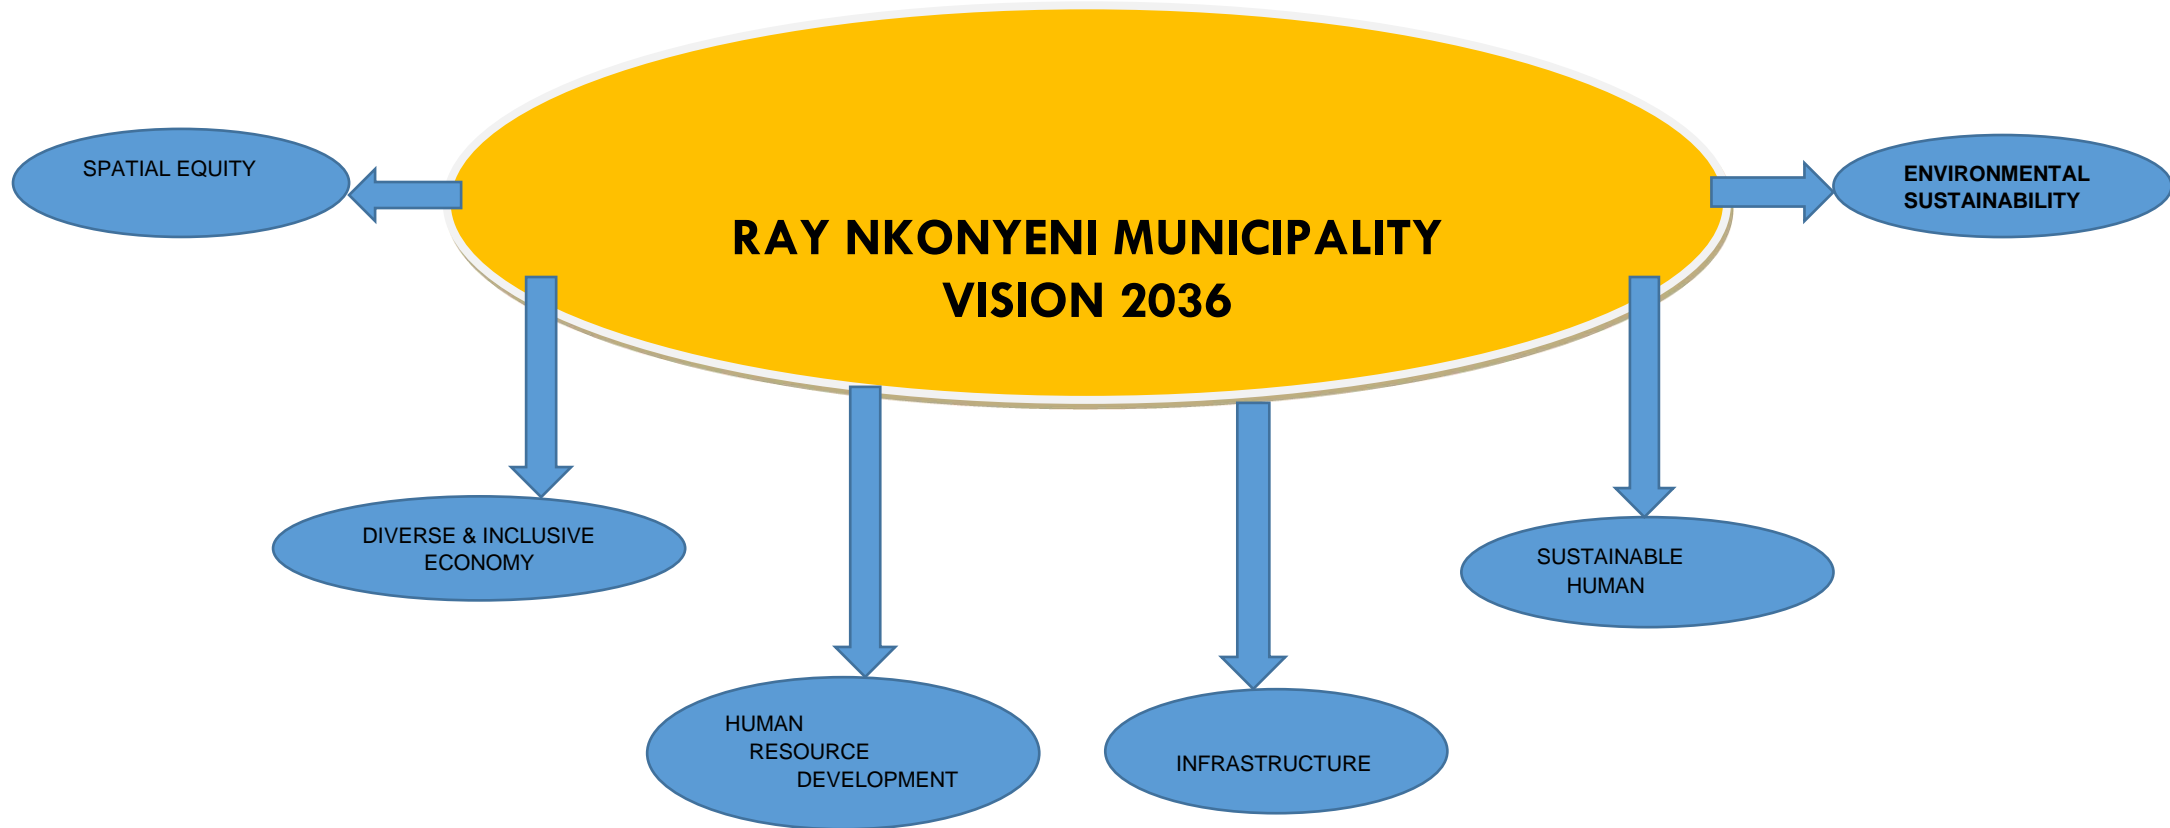 SPATIAL EQUITY
ENVIRONMENTAL
SUSTAINABILITY
RAY NKONYENI MUNICIPALITY
VISION 2036
DIVERSE & INCLUSIVE
ECONOMY
SUSTAINABLE
HUMAN
HUMAN
RESOURCE
DEVELOPMENT
INFRASTRUCTURE